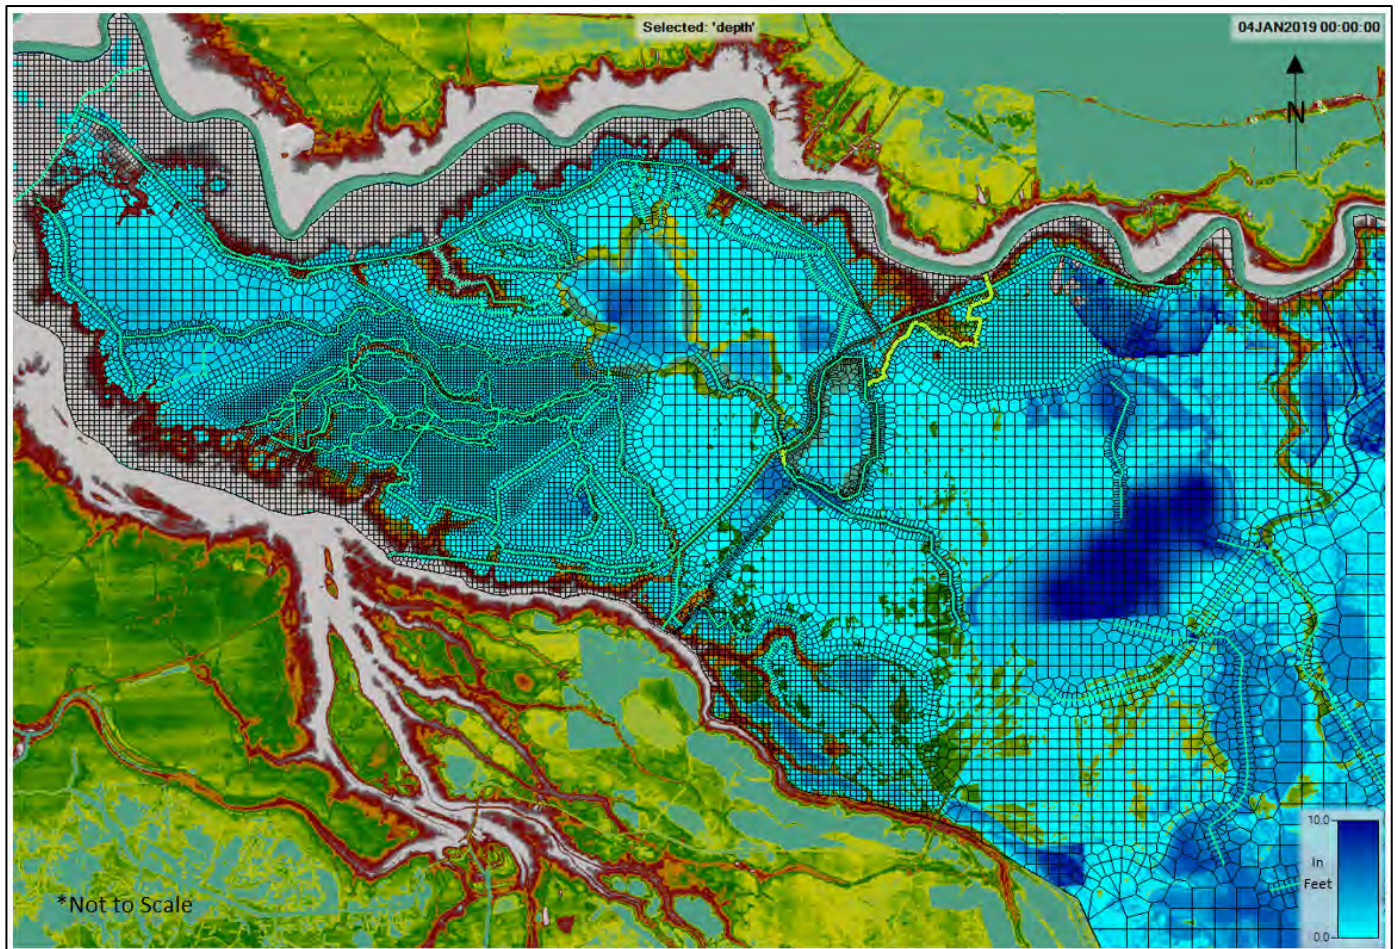 Selected: 'depth'
04JAN2019 00:00:00
N
10.0
In
Feet
0.0
*Not to Scale